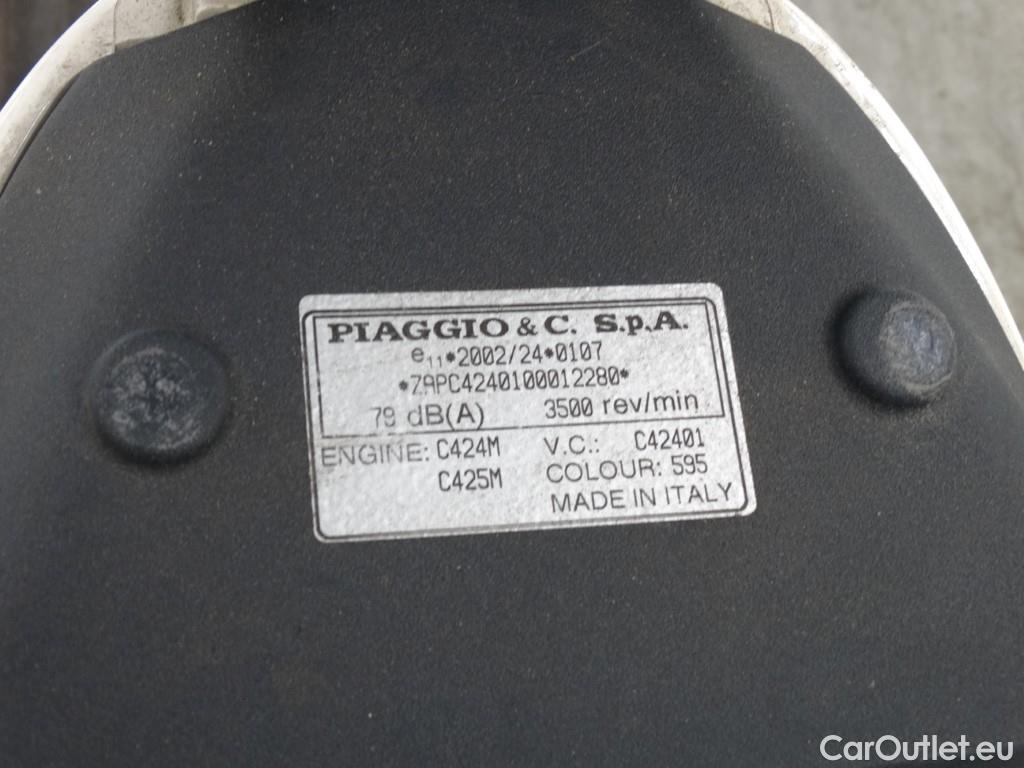 PIAGGIO & C. S.p.A.
e11*2002/24*0107
*ZAPC4240100012280*
79 dB(A) 3500 rev/min
ENGINE: C424M V.C.: C42401
C425M COLOUR: 595
MADE IN ITALY
CarOutlet.eu